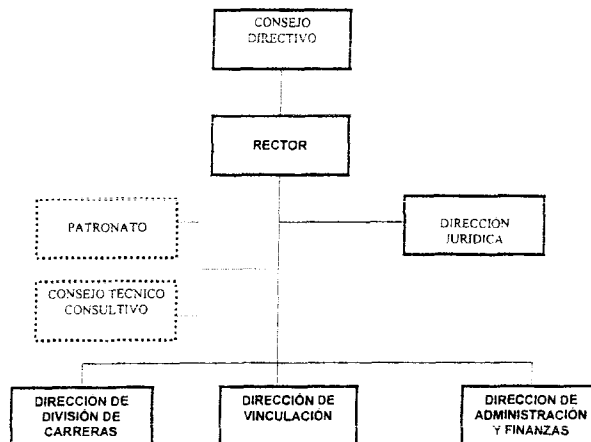 CONSEJO
DIRECTIVO
RECTOR
PATRONATO
DIRECCIÓN
JURIDICA
CONSEJO TECNICO
CONSULTIVO
DIRECCION DE
DIVISIÓN DE
CARRERAS
DIRECCIÓN DE
VINCULACIÓN
DIRECCION DE
ADMINISTRACIÓN
Y FINANZAS